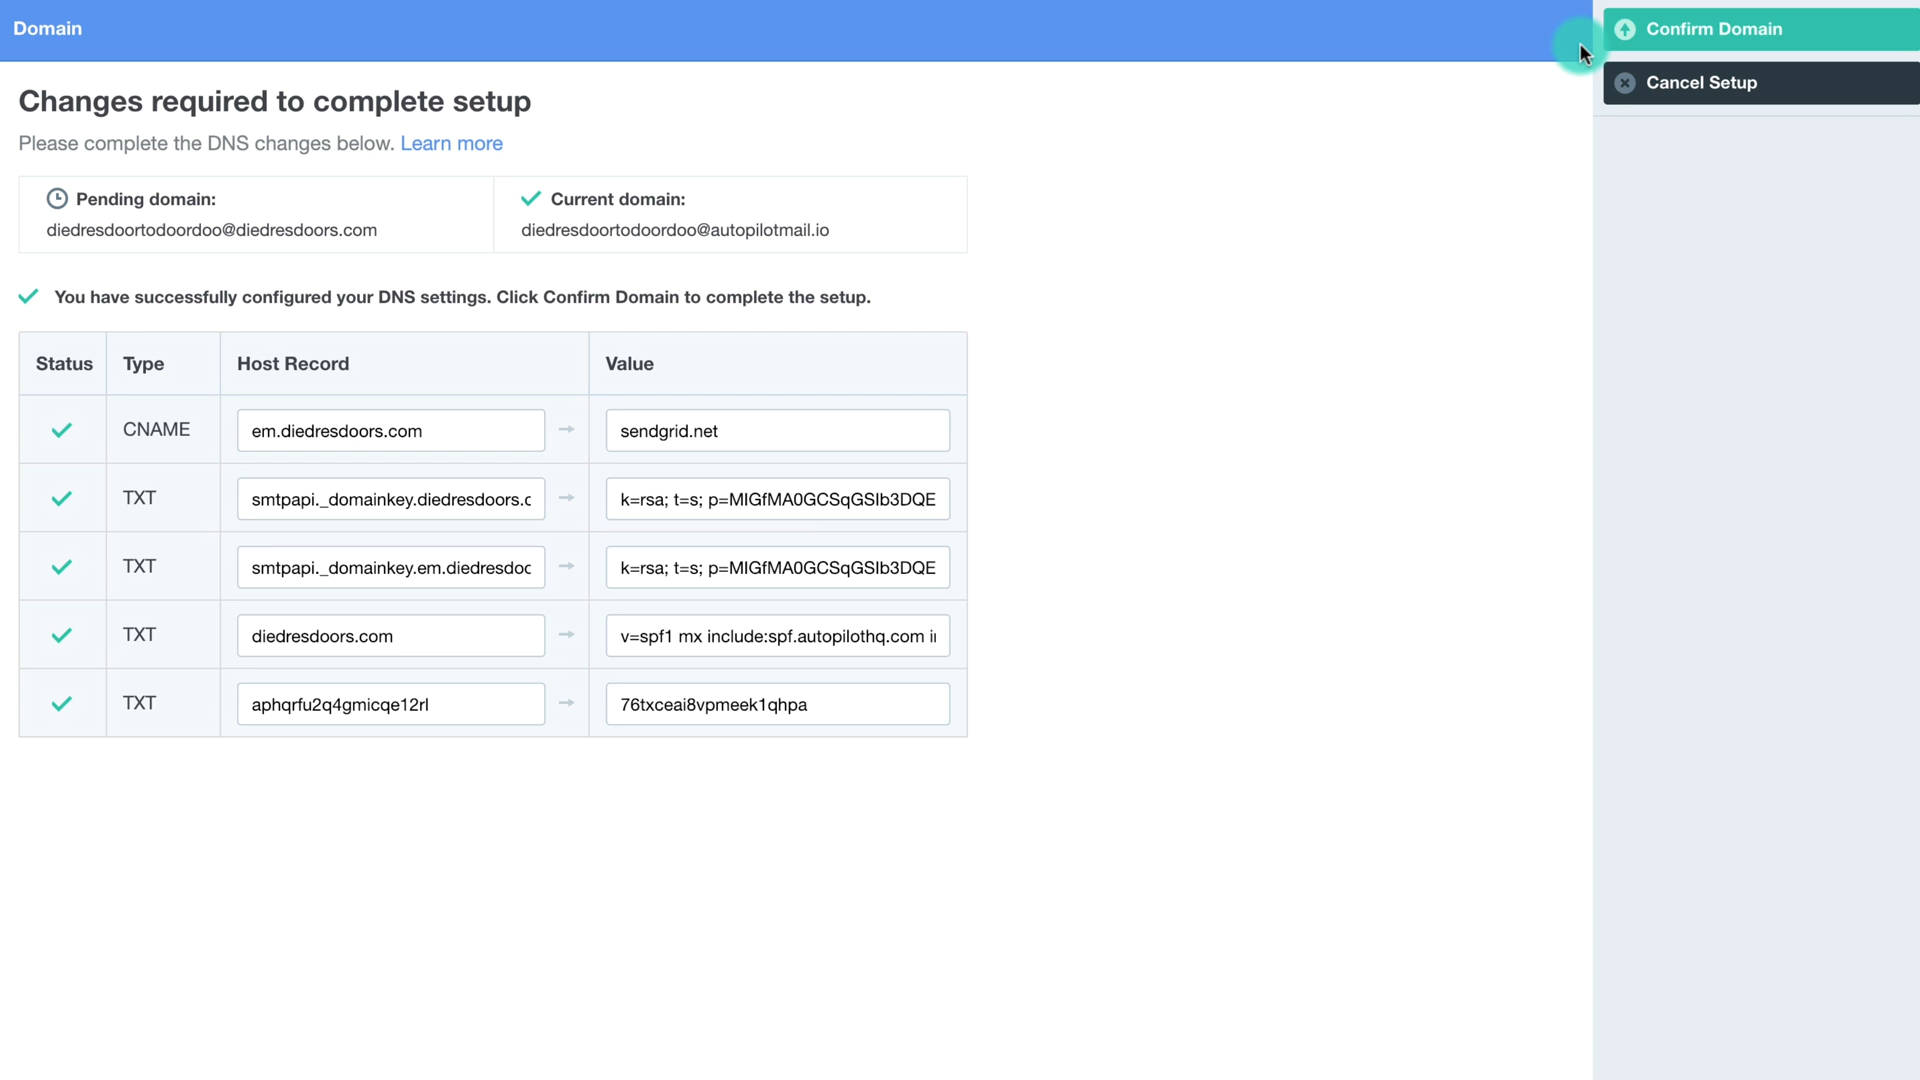 Domain
Confirm Domain
Cancel Setup
Changes required to complete setup
Please complete the DNS changes below. Learn more
Pending domain:
diedresdoortodoordoo@diedresdoors.com
Current domain:
diedresdoortodoordoo@autopilotmail.io
You have successfully configured your DNS settings. Click Confirm Domain to complete the setup.
Status Type Host Record Value
CNAME em.diedresdoors.com sendgrid.net
TXT smtpapi._domainkey.diedresdoors.c k=rsa; t=s; p=MIGfMA0GCSqGSIb3DQE
TXT smtpapi._domainkey.em.diedresdoc k=rsa; t=s; p=MIGfMA0GCSqGSIb3DQE
TXT diedresdoors.com v=spf1 mx include:spf.autopilothq.com
TXT aphqrfu2q4gmicqe12rl 76txceai8vpmeek1qhpa